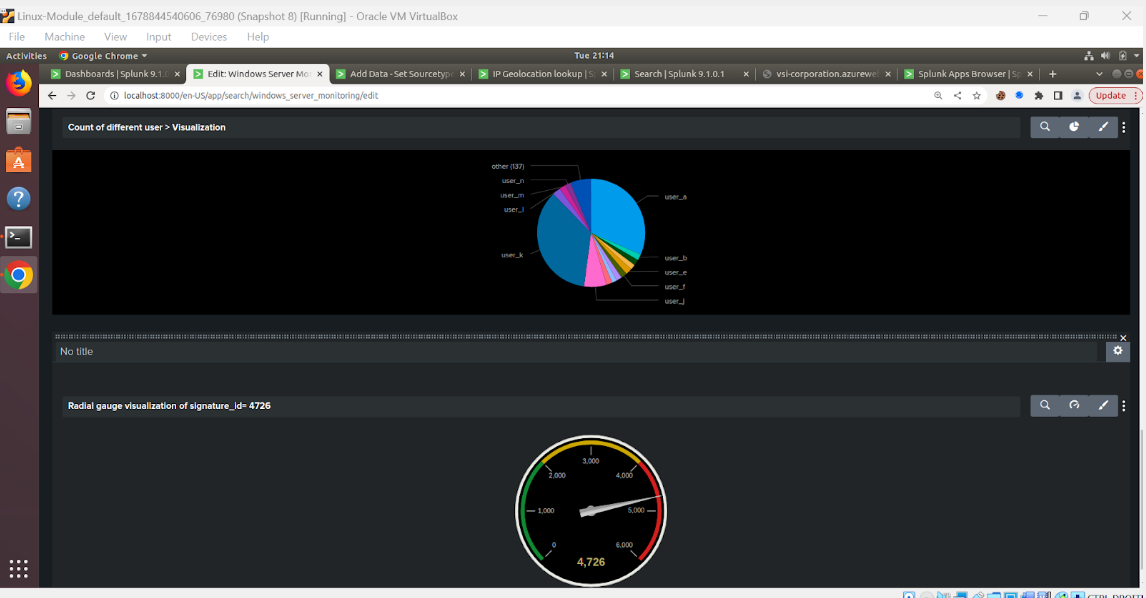 Linux-Module_default_1678844540606_76980 (Snapshot 8) [Running] - Oracle VM VirtualBox
File Machine View Input Devices Help
Activities Google Chrome Tue 21:14
Dashboards | Splunk 9.1.0 Edit: Windows Server Mo Add Data - Set Sourcetype IP Geolocation lookup | S Search | Splunk 9.1.0.1 vsi-corporation.azurewe Splunk Apps Browser | Sp
localhost:8000/en-US/app/search/windows_server_monitoring/edit Update
Count of different user > Visualization
other (137)
user_n
user_m
user_l
user_k
user_a
user_b
user_e
user_f
user_j
No title
Radial gauge visualization of signature_id= 4726
3,000
2,000 4,000
1,000 5,000
0 6,000
4,726
CTRL DROITE